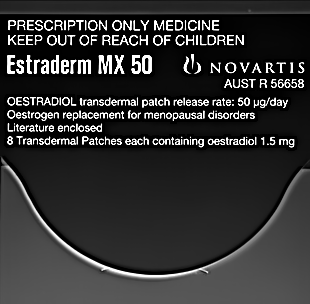 PRESCRIPTION ONLY MEDICINE
KEEP OUT OF REACH OF CHILDREN
Estraderm MX 50 NOVARTIS
AUST R 56658
OESTRADIOL transdermal patch release rate: 50 µg/day
Oestrogen replacement for menopausal disorders
Literature enclosed
8 Transdermal Patches each containing oestradiol 1.5 mg